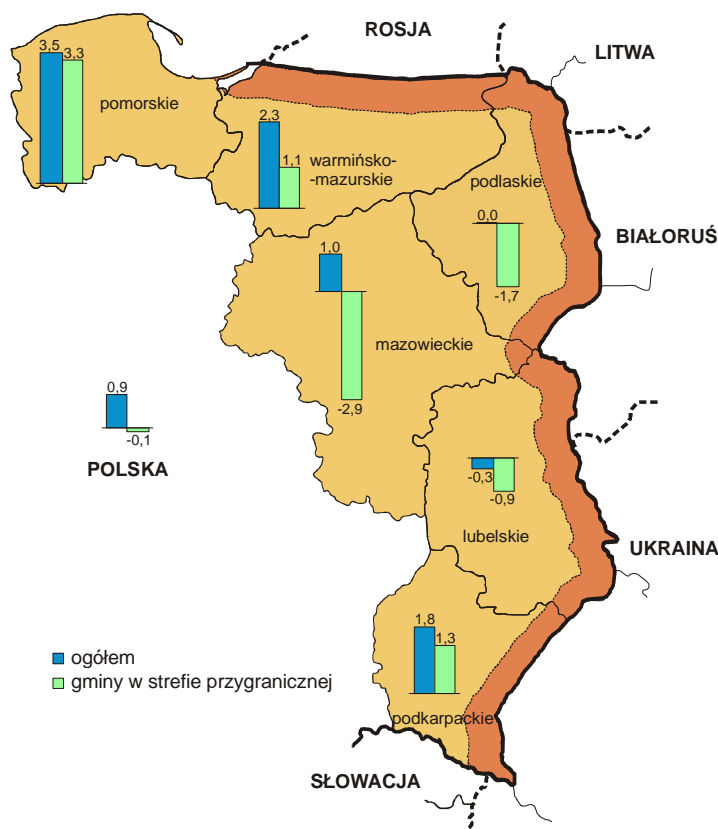 ROSJA
LITWA
3,5
3,3
pomorskie
2,3
1,1
warmińsko-
-mazurskie
podlaskie
0,0
-1,7
BIAŁORUŚ
1,0
mazowieckie
-2,9
0,9
-0,1
POLSKA
-0,3
-0,9
lubelskie
UKRAINA
1,8
1,3
podkarpackie
ogółem
gminy w strefie przygranicznej
SŁOWACJA